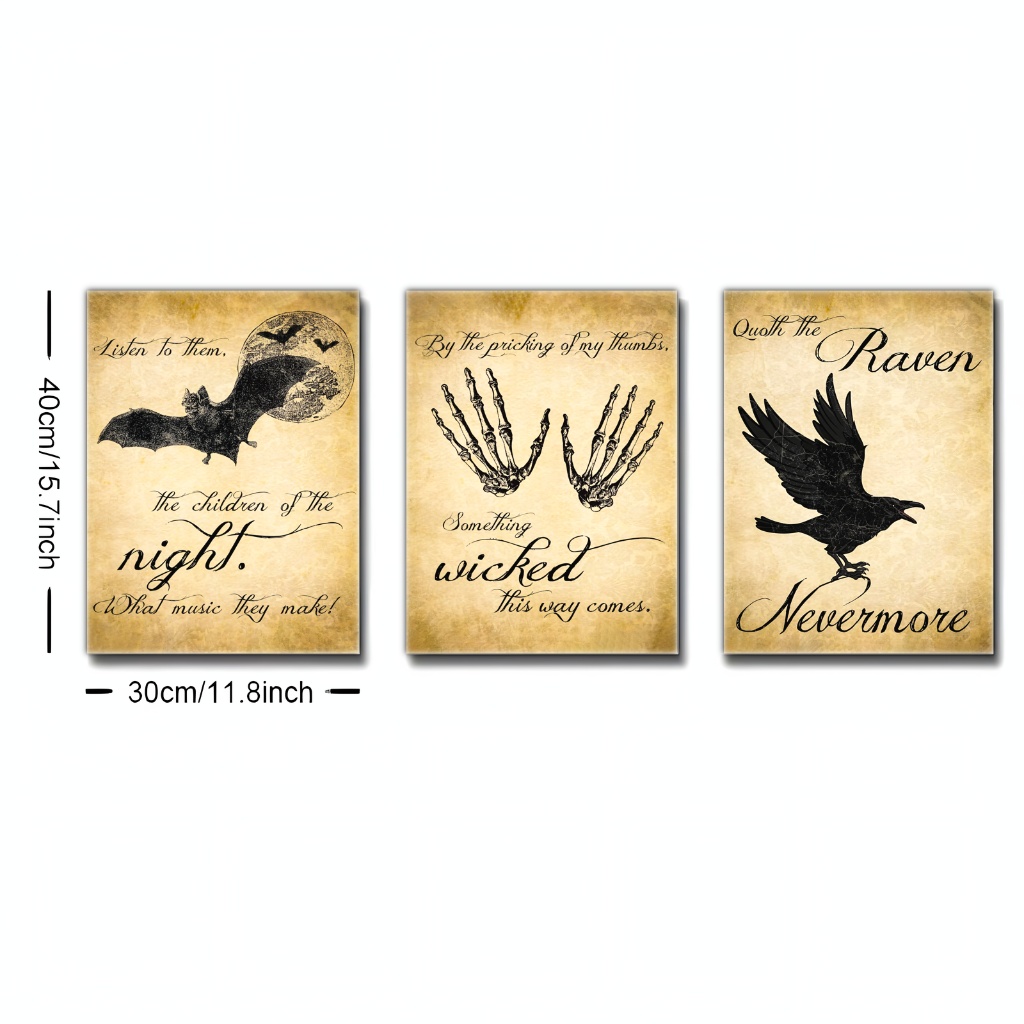 40cm/15.7inch
Listen to them,
the children of the
night.
What music they make!
30cm/11.8inch
By the pricking of my thumbs,
Something
wicked
this way comes.
Quoth the
Raven
Nevermore